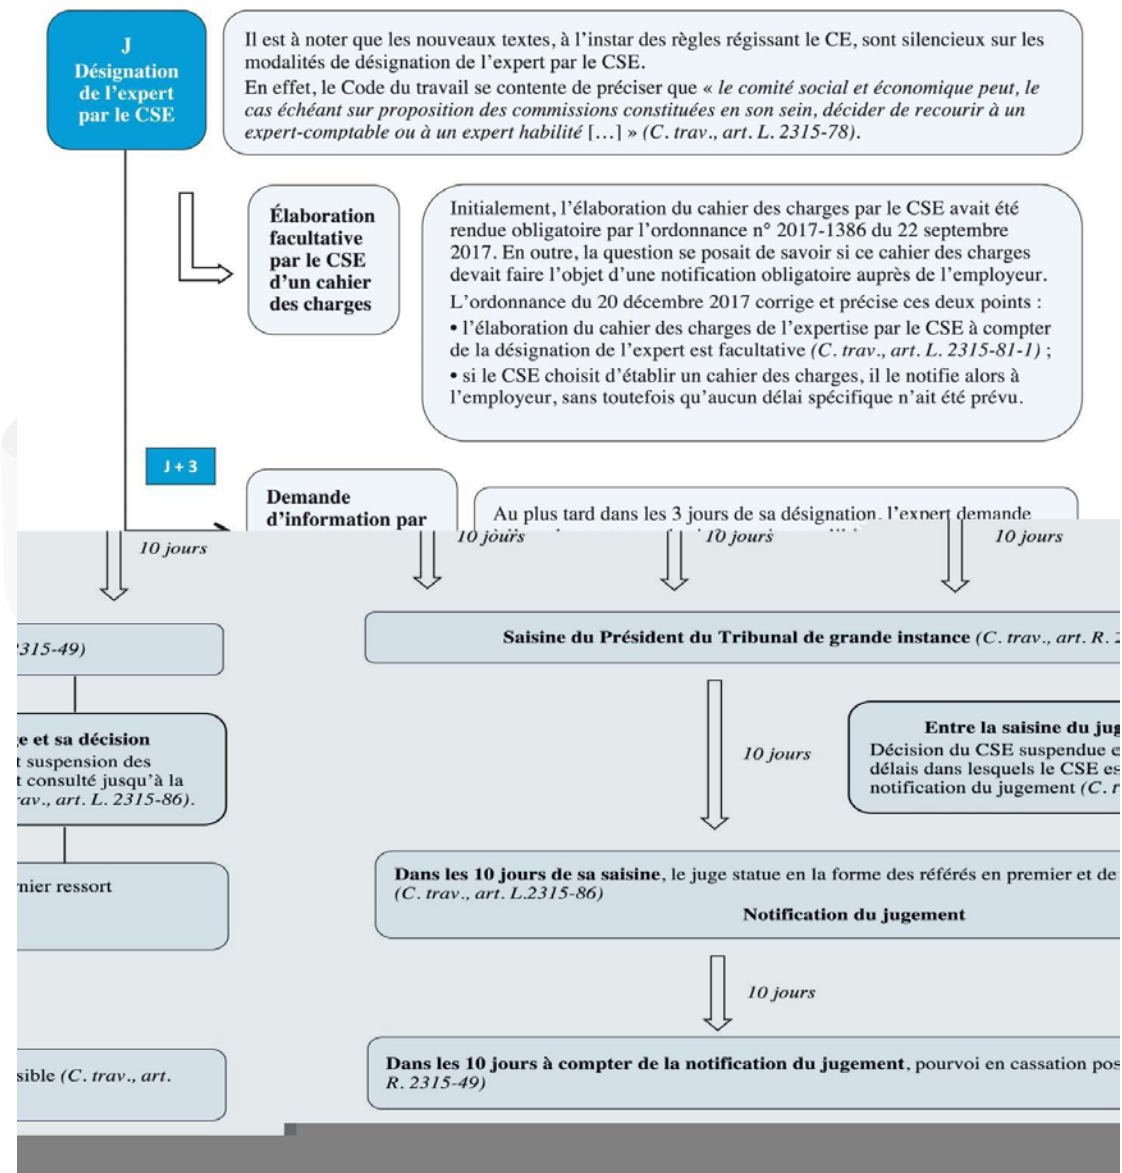 J
Désignation
de l'expert
par le CSE
Il est à noter que les nouveaux textes, à l'instar des règles régissant le CE, sont silencieux sur les
modalités de désignation de l'expert par le CSE.
En effet, le Code du travail se contente de préciser que « le comité social et économique peut, le
cas échéant sur proposition des commissions constituées en son sein, décider de recourir à un
expert-comptable ou à un expert habilité […] » (C. trav., art. L. 2315-78).
Élaboration
facultative
par le CSE
d'un cahier
des charges
Initialement, l'élaboration du cahier des charges par le CSE avait été
rendue obligatoire par l'ordonnance n° 2017-1386 du 22 septembre
2017. En outre, la question se posait de savoir si ce cahier des charges
devait faire l'objet d'une notification obligatoire auprès de l'employeur.
L'ordonnance du 20 décembre 2017 corrige et précise ces deux points :
• l'élaboration du cahier des charges de l'expertise par le CSE à compter
de la désignation de l'expert est facultative (C. trav., art. L. 2315-81-1) ;
• si le CSE choisit d'établir un cahier des charges, il le notifie alors à
l'employeur, sans toutefois qu'aucun délai spécifique n'ait été prévu.
J + 3
Demande
d'information par
Au plus tard dans les 3 jours de sa désignation, l'expert demande
10 jours
10 jours
10 jours
10 jours
2315-49)
Saisine du Président du Tribunal de grande instance (C. trav., art. R. 2
ge et sa décision
t suspension des
t consulté jusqu'à la
rav., art. L. 2315-86).
10 jours
Entre la saisine du jug
Décision du CSE suspendue e
délais dans lesquels le CSE es
notification du jugement (C. t
rnier ressort
Dans les 10 jours de sa saisine, le juge statue en la forme des référés en premier et de
(C. trav., art. L.2315-86)
Notification du jugement
10 jours
sible (C. trav., art.
Dans les 10 jours à compter de la notification du jugement, pourvoi en cassation pos
R. 2315-49)